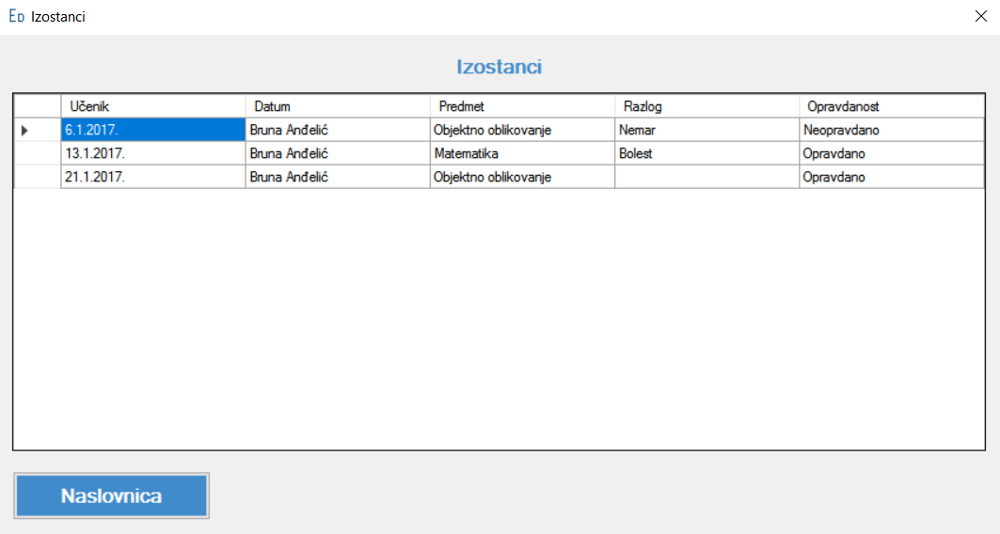 ED Izostanci
Izostanci
Učenik Datum Predmet Razlog Opravdanost
6.1.2017. Bruna Anđelić Objektno oblikovanje Nemar Neopravdano
13.1.2017. Bruna Anđelić Matematika Bolest Opravdano
21.1.2017. Bruna Anđelić Objektno oblikovanje Opravdano
Naslovnica